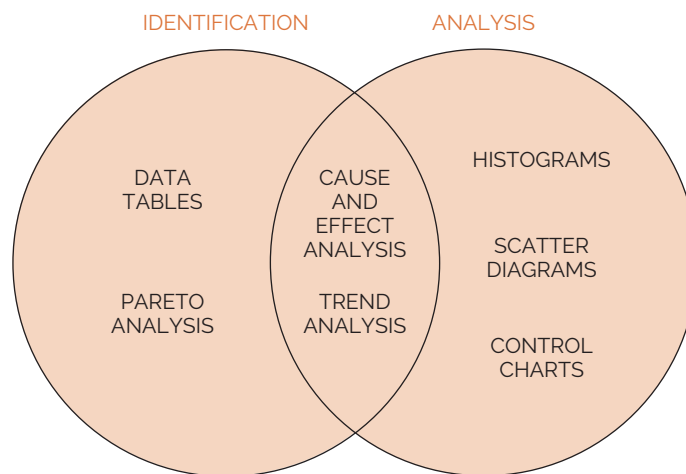 IDENTIFICATION
ANALYSIS
DATA
TABLES
PARETO
ANALYSIS
CAUSE
AND
EFFECT
ANALYSIS
TREND
ANALYSIS
HISTOGRAMS
SCATTER
DIAGRAMS
CONTROL
CHARTS